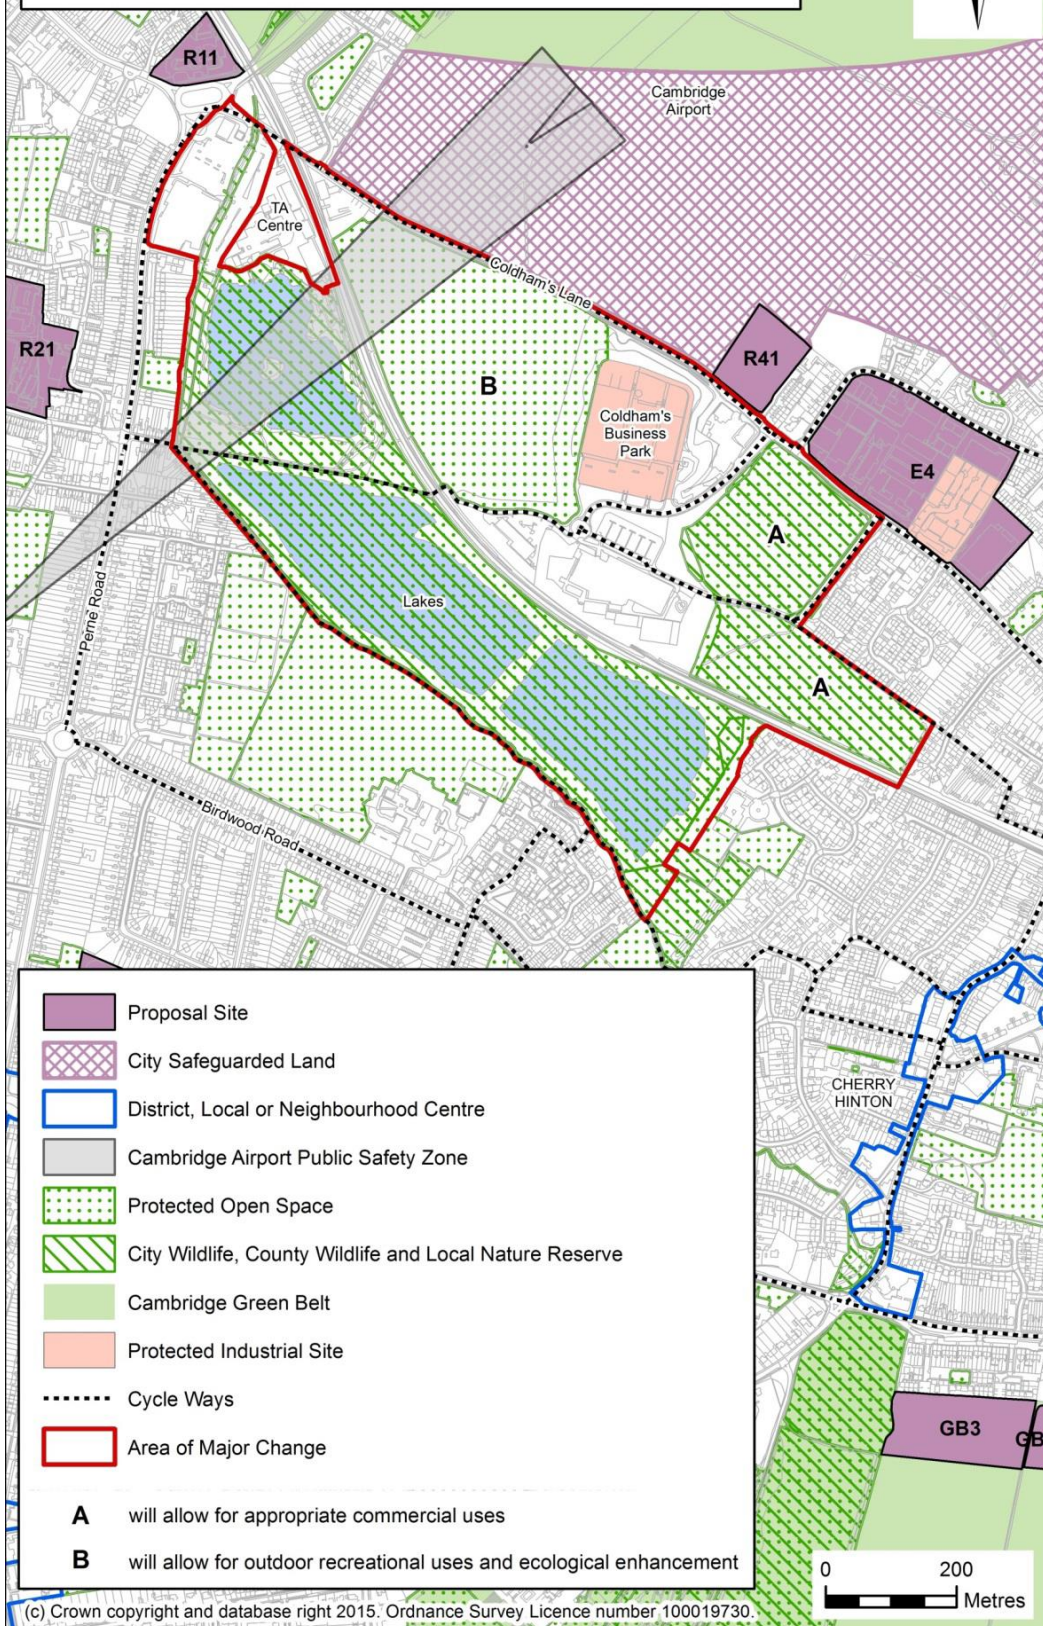 R11
Cambridge
Airport
TA
Centre
Coldham's Lane
R21
B
R41
Coldham's
Business
Park
E4
A
Lakes
Perne Road
A
Birdwood Road
CHERRY
HINTON
GB3
GB
Proposal Site
City Safeguarded Land
District, Local or Neighbourhood Centre
Cambridge Airport Public Safety Zone
Protected Open Space
City Wildlife, County Wildlife and Local Nature Reserve
Cambridge Green Belt
Protected Industrial Site
Cycle Ways
Area of Major Change
A will allow for appropriate commercial uses
B will allow for outdoor recreational uses and ecological enhancement
0 200
Metres
(c) Crown copyright and database right 2015. Ordnance Survey Licence number 100019730.